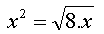 x² = √8.x